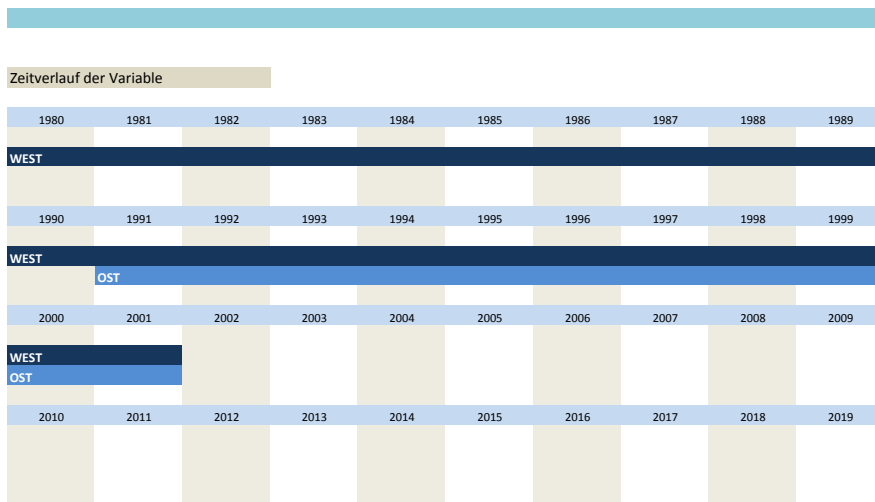 Zeitverlauf der Variable
1980 1981 1982 1983 1984 1985 1986 1987 1988 1989
WEST
1990 1991 1992 1993 1994 1995 1996 1997 1998 1999
WEST
OST
2000 2001 2002 2003 2004 2005 2006 2007 2008 2009
WEST
OST
2010 2011 2012 2013 2014 2015 2016 2017 2018 2019